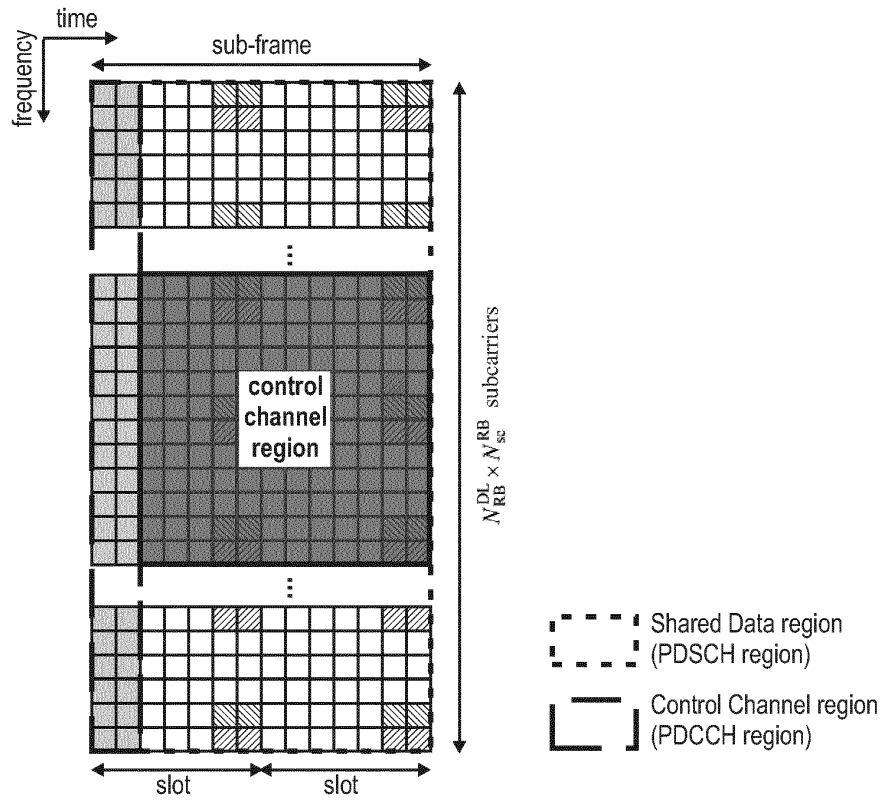 time
sub-frame
frequency
...
control
channel
region
N_RB^DL × N_sc^RB subcarriers
...
Shared Data region
(PDSCH region)
Control Channel region
(PDCCH region)
slot
slot